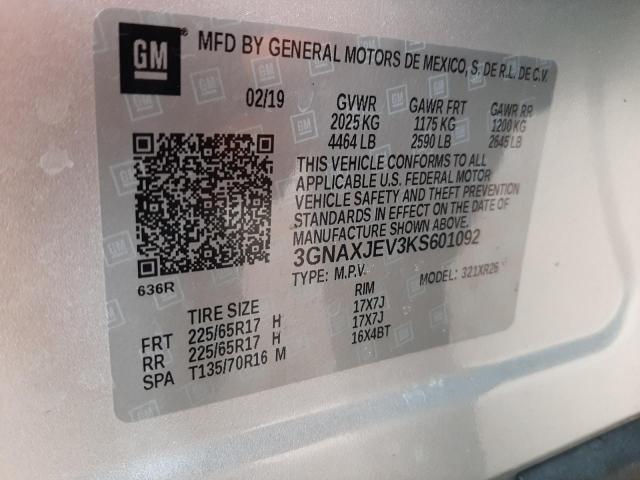 GM
MFD BY GENERAL MOTORS DE MEXICO, S. DE R.L. DE C.V.
02/19 GVWR GAWR FRT GAWR RR
2025 KG 1175 KG 1200 KG
4464 LB 2590 LB 2645 LB
THIS VEHICLE CONFORMS TO ALL
APPLICABLE U.S. FEDERAL MOTOR
VEHICLE SAFETY AND THEFT PREVENTION
STANDARDS IN EFFECT ON THE DATE OF
MANUFACTURE SHOWN ABOVE.
3GNAXJEV3KS601092
TYPE: M.P.V. MODEL: 321XR26
636R
TIRE SIZE RIM
FRT 225/65R17 H 17X7J
RR 225/65R17 H 17X7J
SPA T135/70R16 M 16X4BT